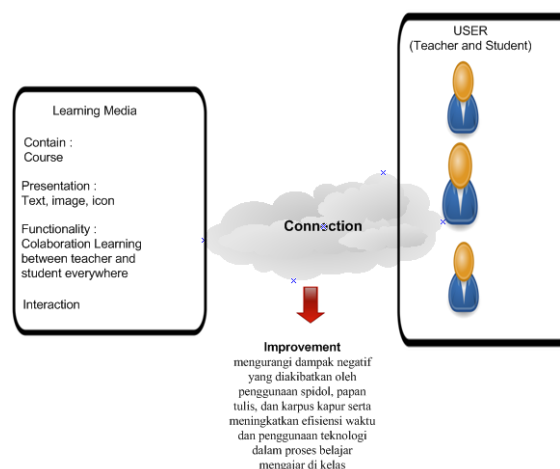 Learning Media
Contain :
Course
Presentation :
Text, image, icon
Functionality :
Colaboration Learning
between teacher and
student everywhere
Interaction
Connection
USER
(Teacher and Student)
Improvement
mengurangi dampak negatif
yang diakibatkan oleh
penggunaan spidol, papan
tulis, dan karpus kapur serta
meningkatkan efisiensi waktu
dan penggunaan teknologi
dalam proses belajar
mengajar di kelas